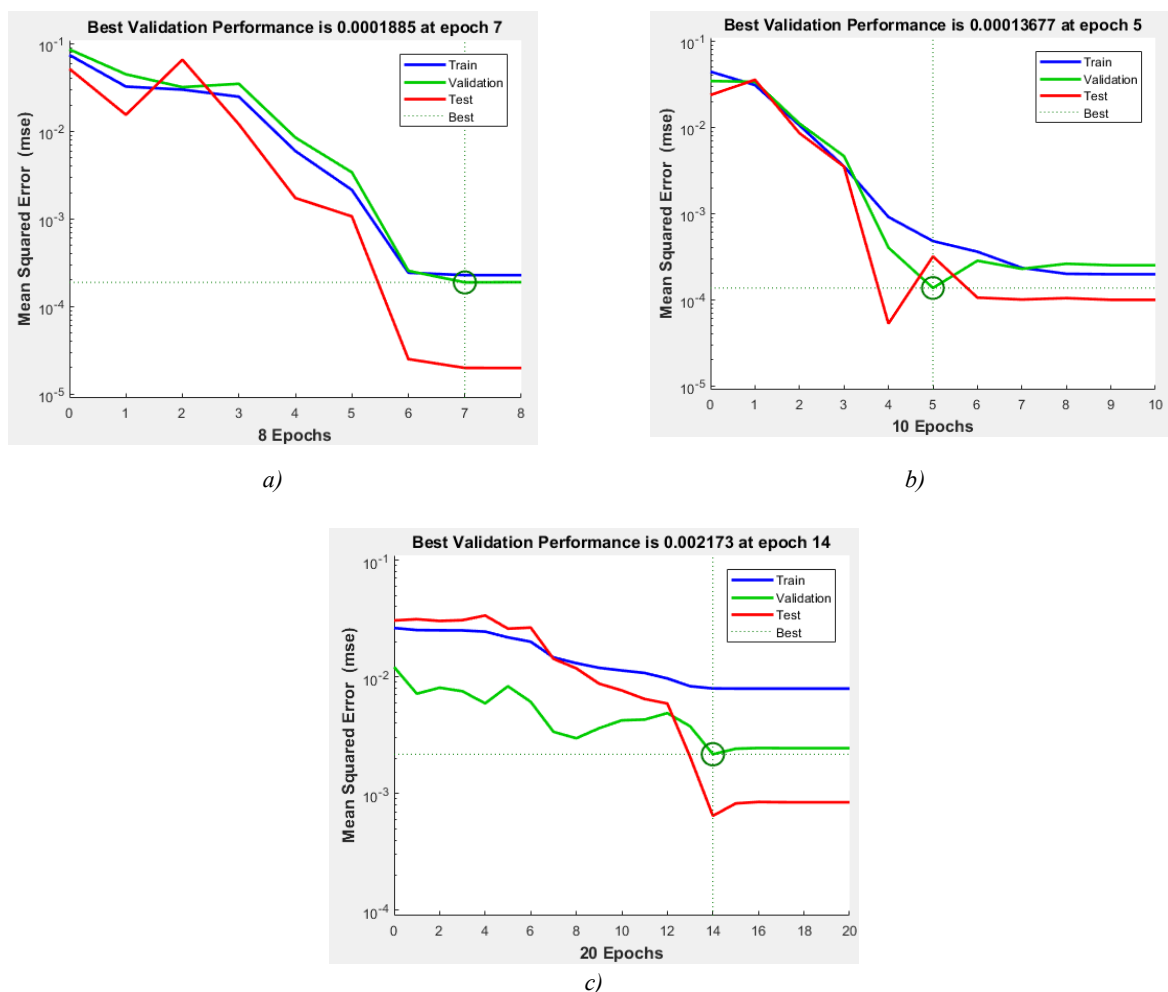 Best Validation Performance is 0.0001885 at epoch 7
Mean Squared Error (mse)
10^-1
10^-2
10^-3
10^-4
10^-5
Train
Validation
Test
Best
0 1 2 3 4 5 6 7 8
8 Epochs
a)
Best Validation Performance is 0.00013677 at epoch 5
Mean Squared Error (mse)
10^-1
10^-2
10^-3
10^-4
10^-5
Train
Validation
Test
Best
0 1 2 3 4 5 6 7 8 9 10
10 Epochs
b)
Best Validation Performance is 0.002173 at epoch 14
Mean Squared Error (mse)
10^-1
10^-2
10^-3
10^-4
Train
Validation
Test
Best
0 2 4 6 8 10 12 14 16 18 20
20 Epochs
c)